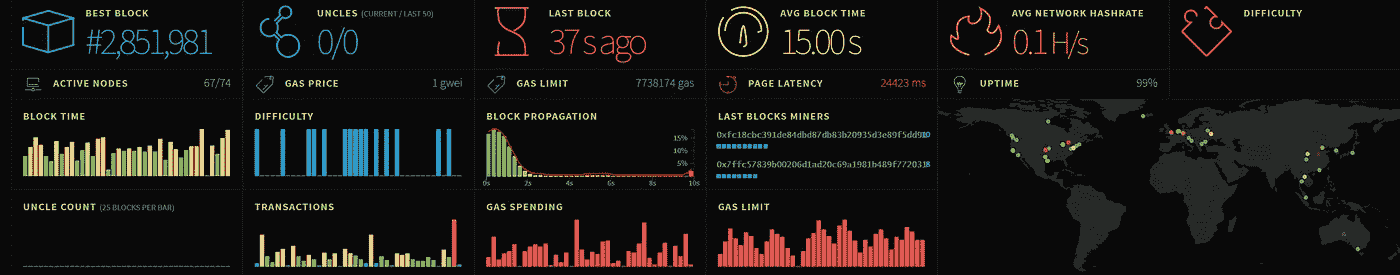 BEST BLOCK
#2,851,981
UNCLES (CURRENT / LAST 50)
0/0
LAST BLOCK
37 s ago
AVG BLOCK TIME
15.00 s
AVG NETWORK HASHRATE
0.1 H/s
DIFFICULTY
ACTIVE NODES 67/74
GAS PRICE 1 gwei
GAS LIMIT 7738174 gas
PAGE LATENCY 24423 ms
UPTIME 99%
BLOCK TIME
DIFFICULTY
BLOCK PROPAGATION
15%
10%
5%
0s 2s 4s 6s 8s 10s
LAST BLOCKS MINERS
0xfc18cbc391de84dbd87db83b20935d3e89f5dd91
0x7ffc57839b00206d1ad20c69a1981b489f772031
UNCLE COUNT (25 BLOCKS PER BAR)
TRANSACTIONS
GAS SPENDING
GAS LIMIT